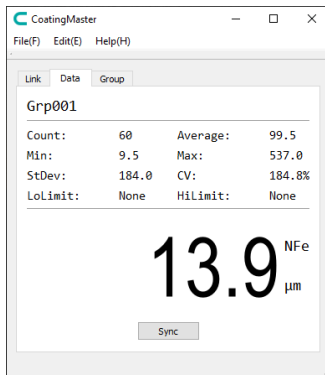 CoatingMaster
File(F) Edit(E) Help(H)
Link Data Group
Grp001
Count: 60 Average: 99.5
Min: 9.5 Max: 537.0
StDev: 184.0 CV: 184.8%
LoLimit: None HiLimit: None
13.9 NFe
µm
Sync